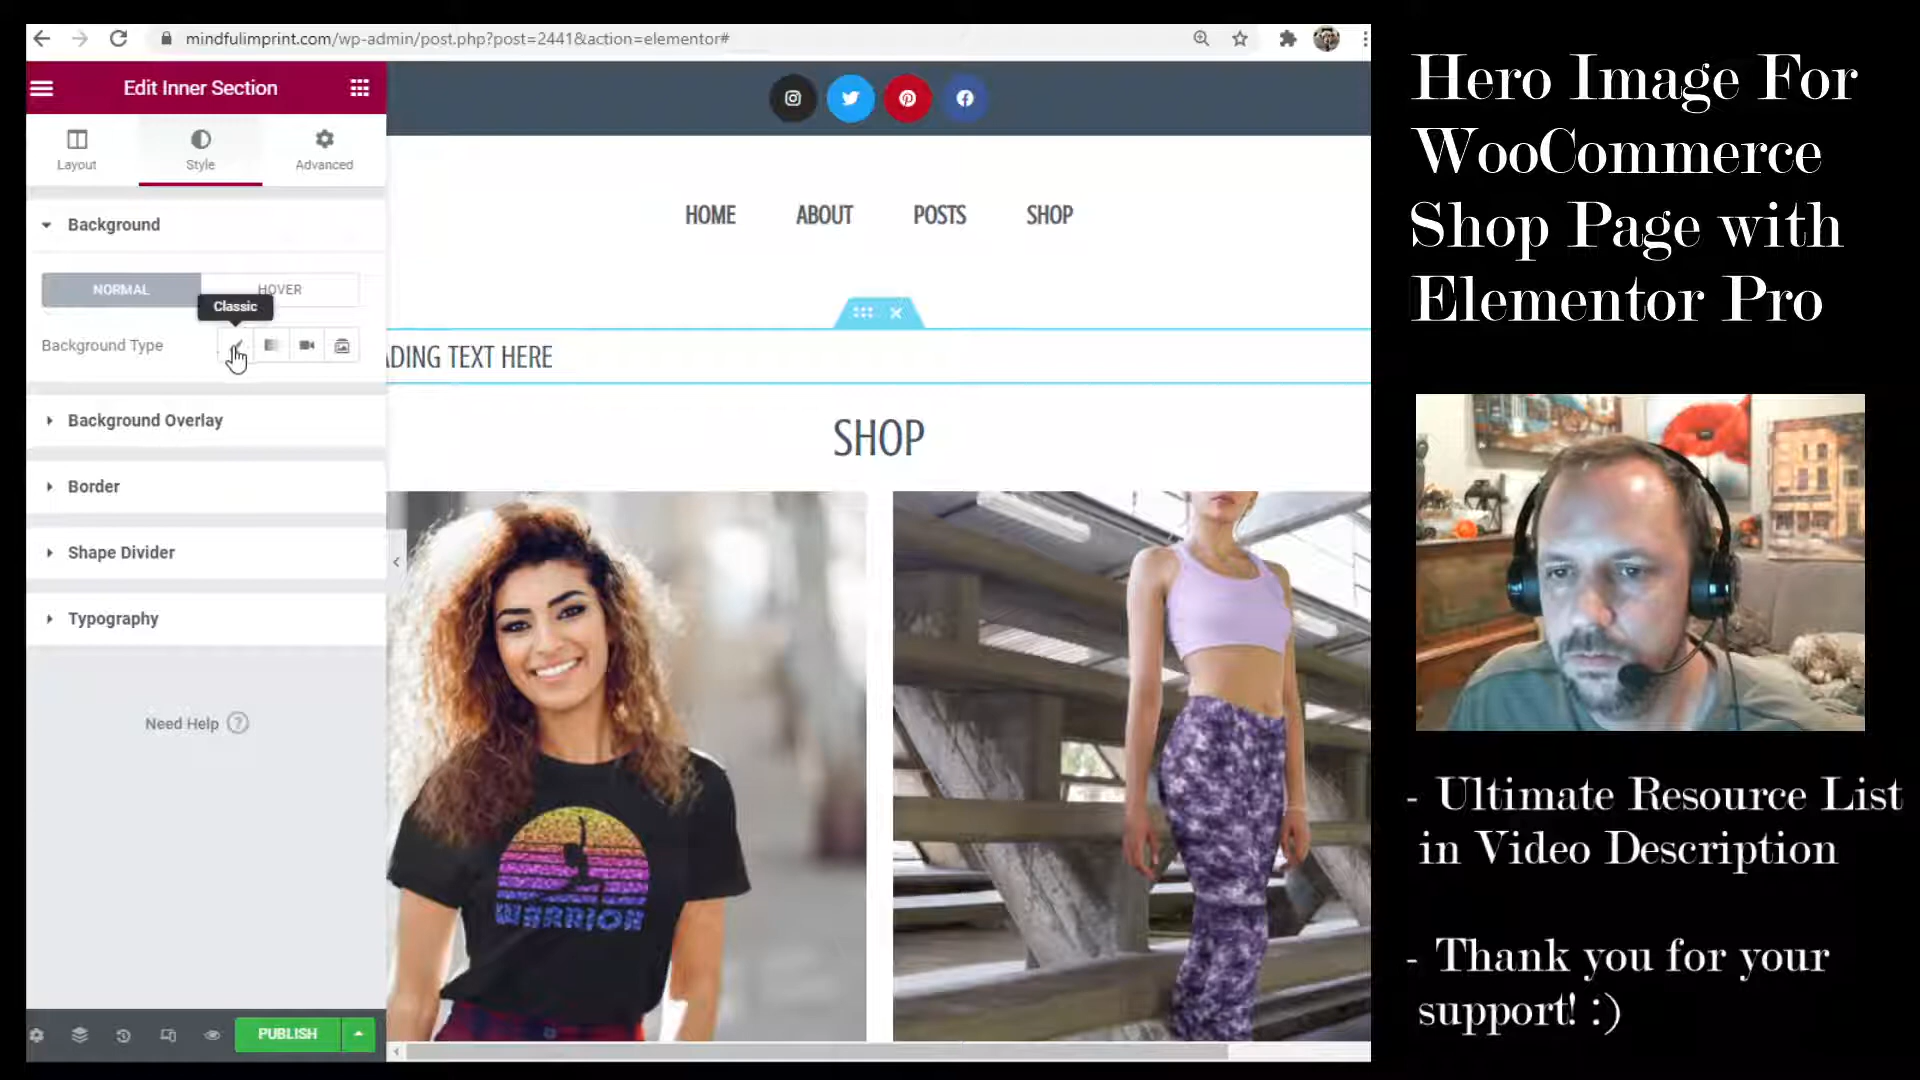 mindfulimprint.com/wp-admin/post.php?post=2441&action=elementor#
Edit Inner Section
Layout
Style
Advanced
Background
NORMAL
HOVER
Classic
Background Type
Background Overlay
Border
Shape Divider
Typography
Need Help ?
PUBLISH
HOME ABOUT POSTS SHOP
ADING TEXT HERE
SHOP
WARRIOR
Hero Image For
WooCommerce
Shop Page with
Elementor Pro
- Ultimate Resource List
in Video Description
- Thank you for your
support! :)